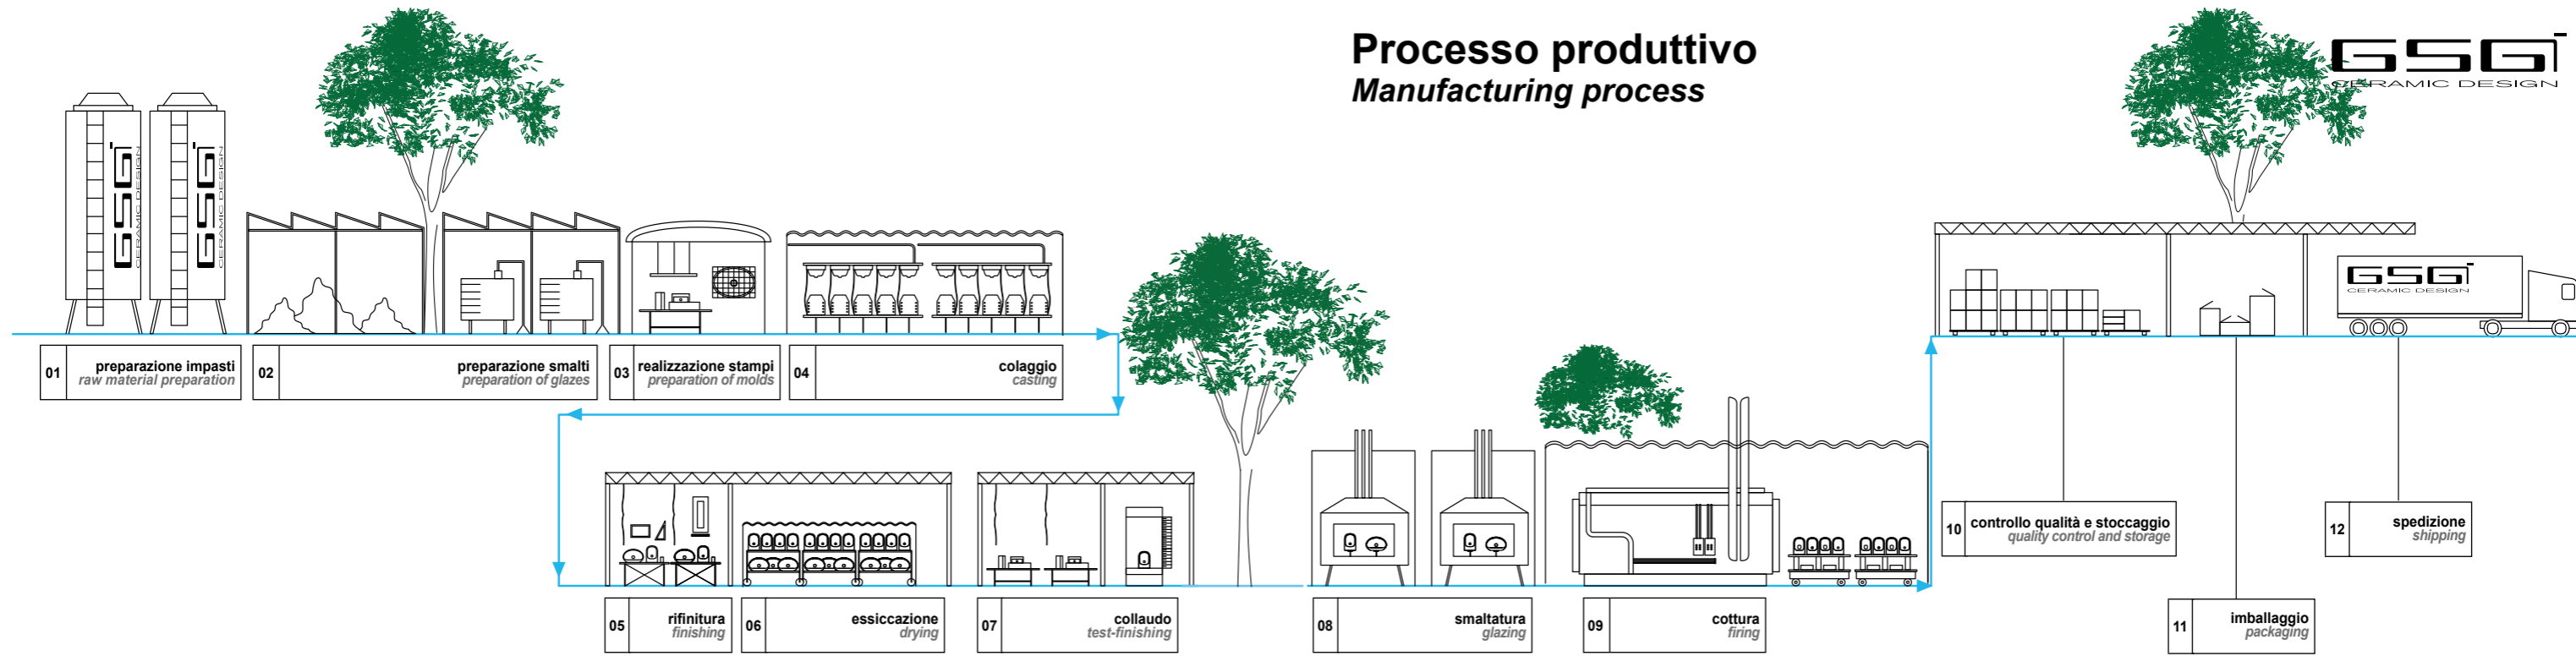 Processo produttivo
Manufacturing process
GSG
CERAMIC DESIGN
GSG
CERAMIC DESIGN
GSG
CERAMIC DESIGN
GSG
CERAMIC DESIGN
01
preparazione impasti
raw material preparation
02
preparazione smalti
preparation of glazes
03
realizzazione stampi
preparation of molds
04
colaggio
casting
05
rifinitura
finishing
06
essiccazione
drying
07
collaudo
test-finishing
08
smaltatura
glazing
09
cottura
firing
10
controllo qualità e stoccaggio
quality control and storage
11
imballaggio
packaging
12
spedizione
shipping